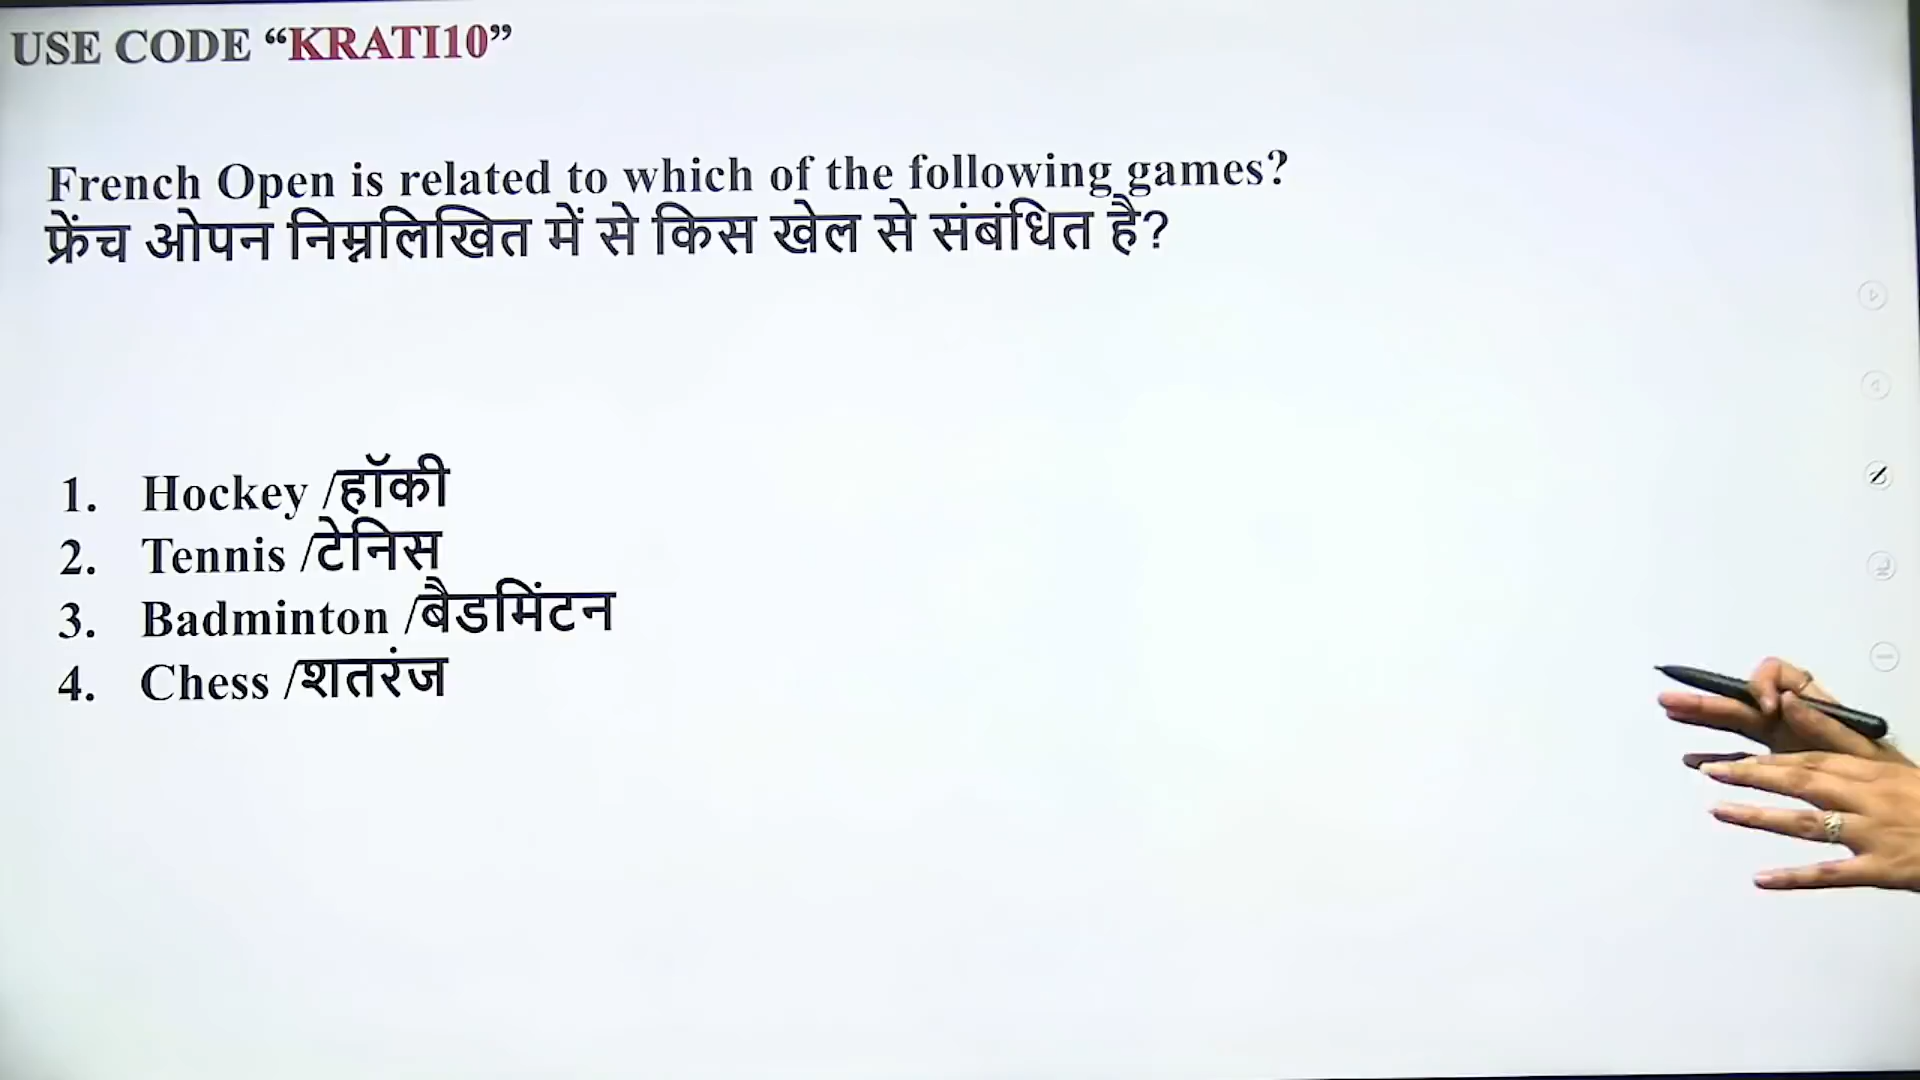 USE CODE “KRATI10”
French Open is related to which of the following games?
फ्रेंच ओपन निम्नलिखित में से किस खेल से संबंधित है?
1. Hockey /हॉकी
2. Tennis /टेनिस
3. Badminton /बैडमिंटन
4. Chess /शतरंज